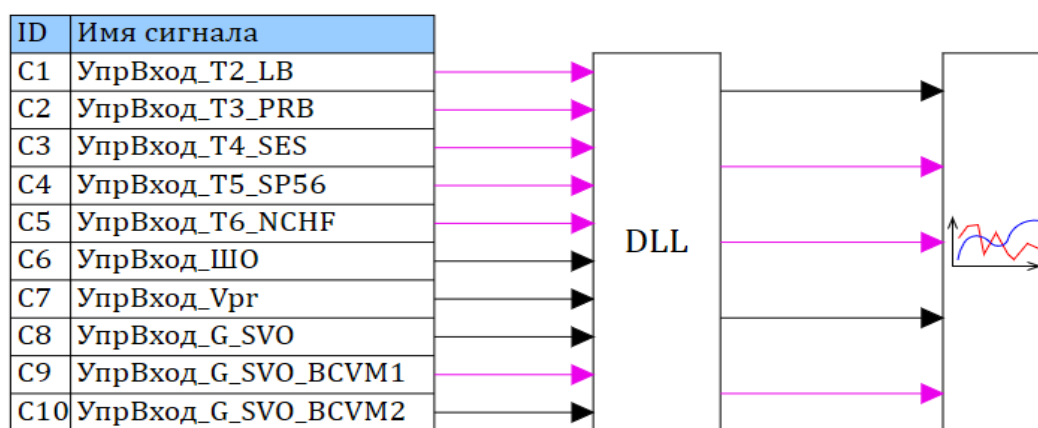 ID Имя сигнала
C1 УпрВход_T2_LB
C2 УпрВход_T3_PRB
C3 УпрВход_T4_SES
C4 УпрВход_T5_SP56
C5 УпрВход_T6_NCHF
C6 УпрВход_ШО
C7 УпрВход_Vpr
C8 УпрВход_G_SVO
C9 УпрВход_G_SVO_BCVM1
C10 УпрВход_G_SVO_BCVM2
DLL